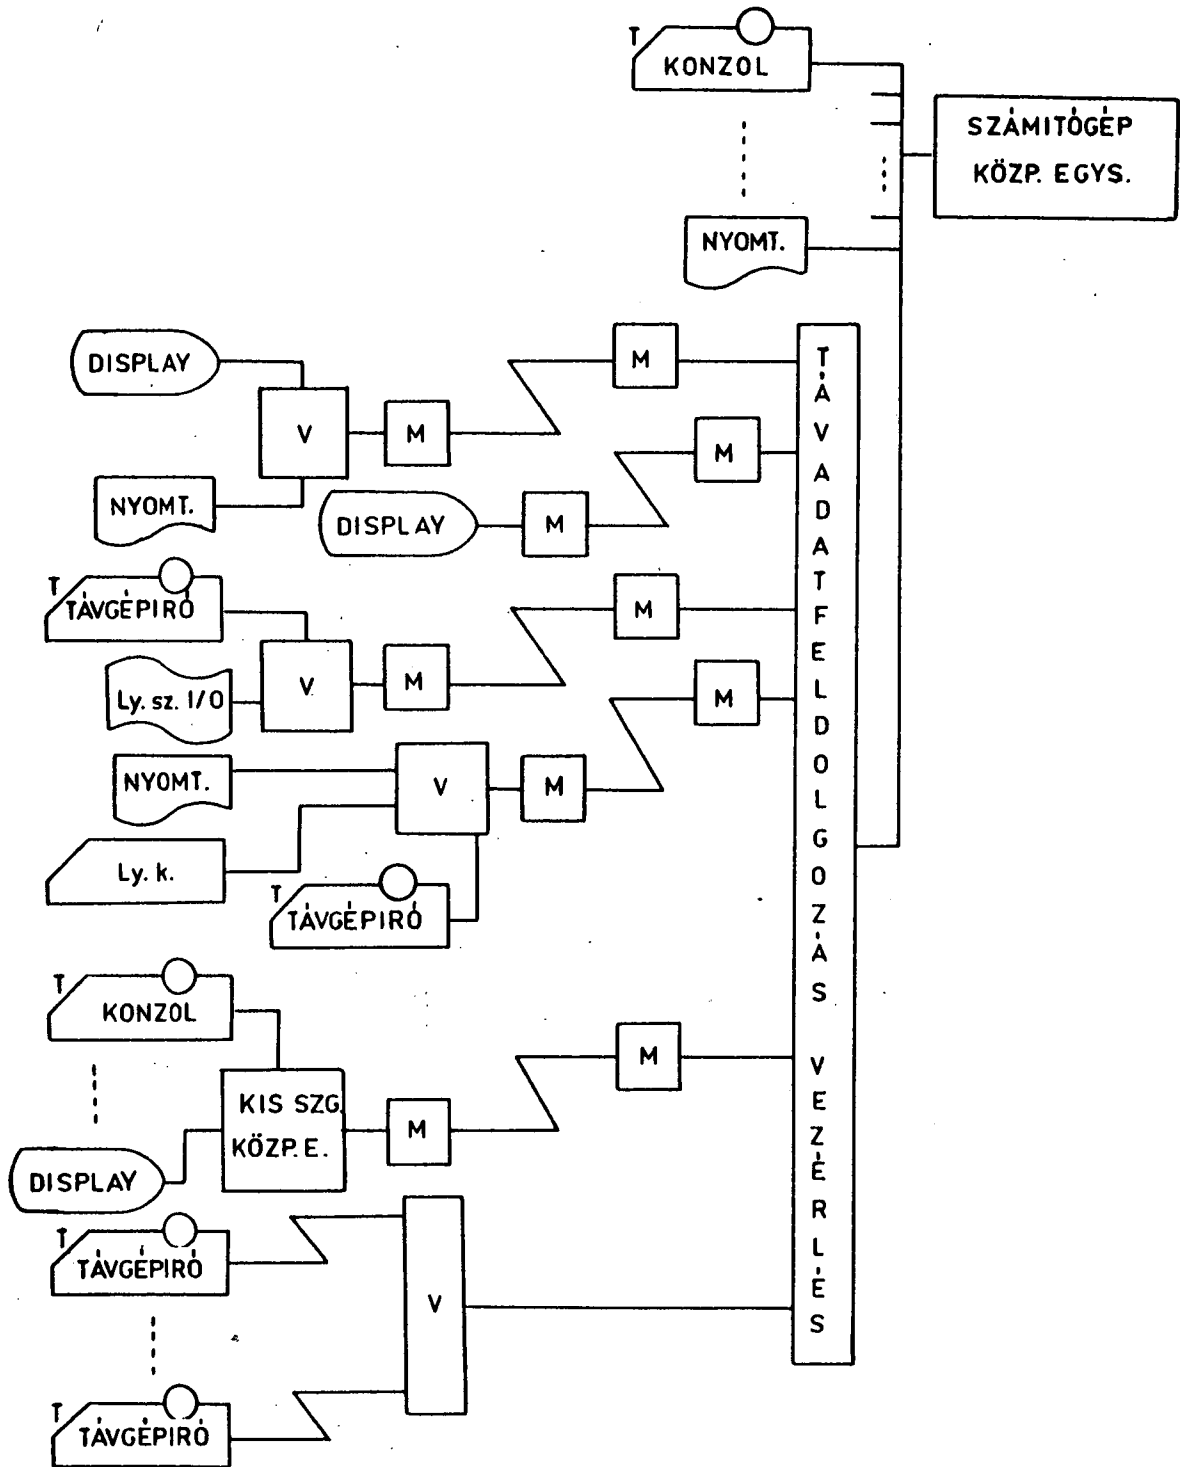 T
KONZOL
SZÁMITÓGÉP
KÖZP. EGYS.
NYOMT.
DISPLAY
V
M
M
NYOMT.
DISPLAY
M
M
TÁVADATFELDOLGOZÁS VEZÉRLÉS
T
TÁVGÉPIRÓ
Ly. sz. I/O
V
M
M
NYOMT.
V
M
M
Ly. k.
T
TÁVGÉPIRÓ
T
KONZOL
KIS SZG.
KÖZP. E.
M
M
DISPLAY
T
TÁVGÉPIRÓ
V
T
TÁVGÉPIRÓ